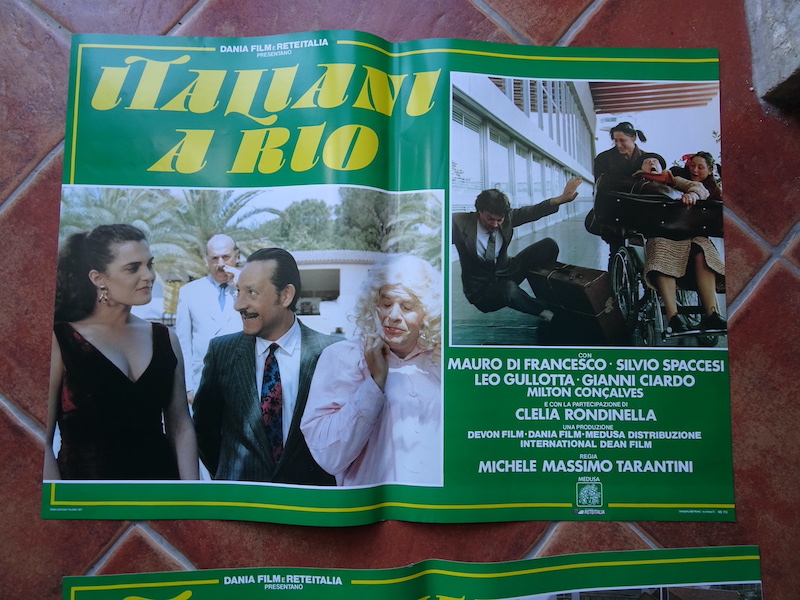 DANIA FILM E RETEITALIA
PRESENTANO
ITALIANI
A RIO
CON
MAURO DI FRANCESCO · SILVIO SPACCESI
LEO GULLOTTA · GIANNI CIARDO
MILTON CONÇALVES
E CON LA PARTECIPAZIONE DI
CLELIA RONDINELLA
UNA PRODUZIONE
DEVON FILM · DANIA FILM · MEDUSA DISTRIBUZIONE
INTERNATIONAL DEAN FILM
REGIA
MICHELE MASSIMO TARANTINI
MEDUSA
RETEITALIA
DANIA FILM E RETEITALIA
PRESENTANO